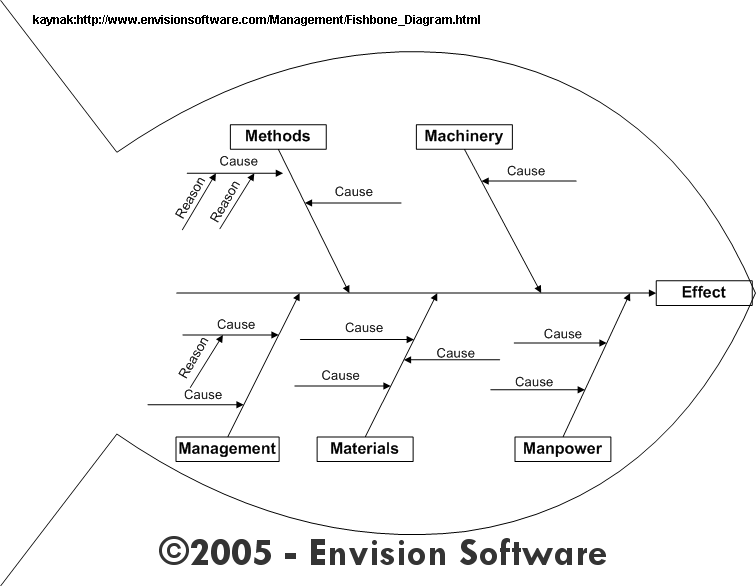 kaynak:http://www.envisionsoftware.com/Management/Fishbone_Diagram.html
Methods
Machinery
Cause
Cause
Reason
Reason
Cause
Effect
Cause
Reason
Cause
Cause
Cause
Cause
Cause
Cause
Management
Materials
Manpower
©2005 - Envision Software